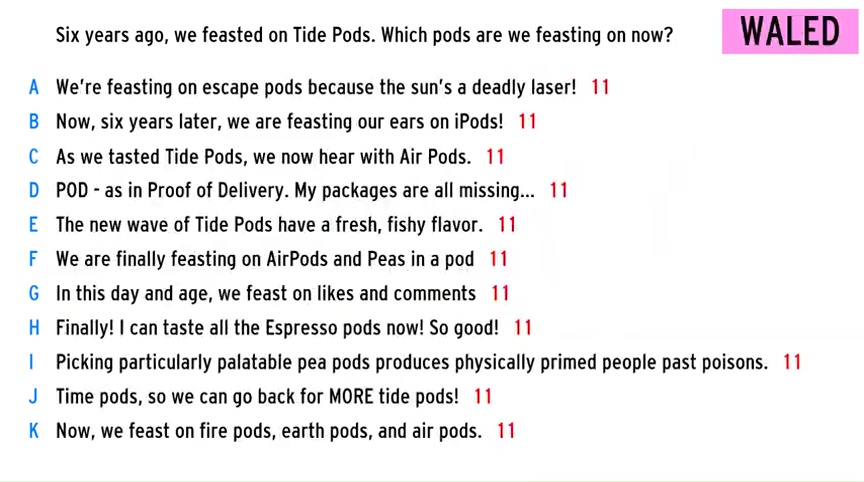 Six years ago, we feasted on Tide Pods. Which pods are we feasting on now?
WALED
A We're feasting on escape pods because the sun's a deadly laser! 11
B Now, six years later, we are feasting our ears on iPods! 11
C As we tasted Tide Pods, we now hear with Air Pods. 11
D POD - as in Proof of Delivery. My packages are all missing... 11
E The new wave of Tide Pods have a fresh, fishy flavor. 11
F We are finally feasting on AirPods and Peas in a pod 11
G In this day and age, we feast on likes and comments 11
H Finally! I can taste all the Espresso pods now! So good! 11
I Picking particularly palatable pea pods produces physically primed people past poisons. 11
J Time pods, so we can go back for MORE tide pods! 11
K Now, we feast on fire pods, earth pods, and air pods. 11